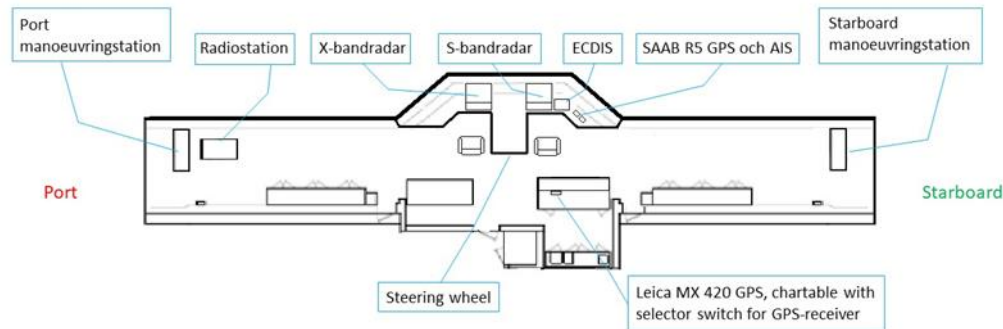 Port
manoeuvringstation
Radiostation
X-bandradar
S-bandradar
ECDIS
SAAB R5 GPS och AIS
Starboard
manoeuvringstation
Port
Starboard
Steering wheel
Leica MX 420 GPS, chartable with
selector switch for GPS-receiver